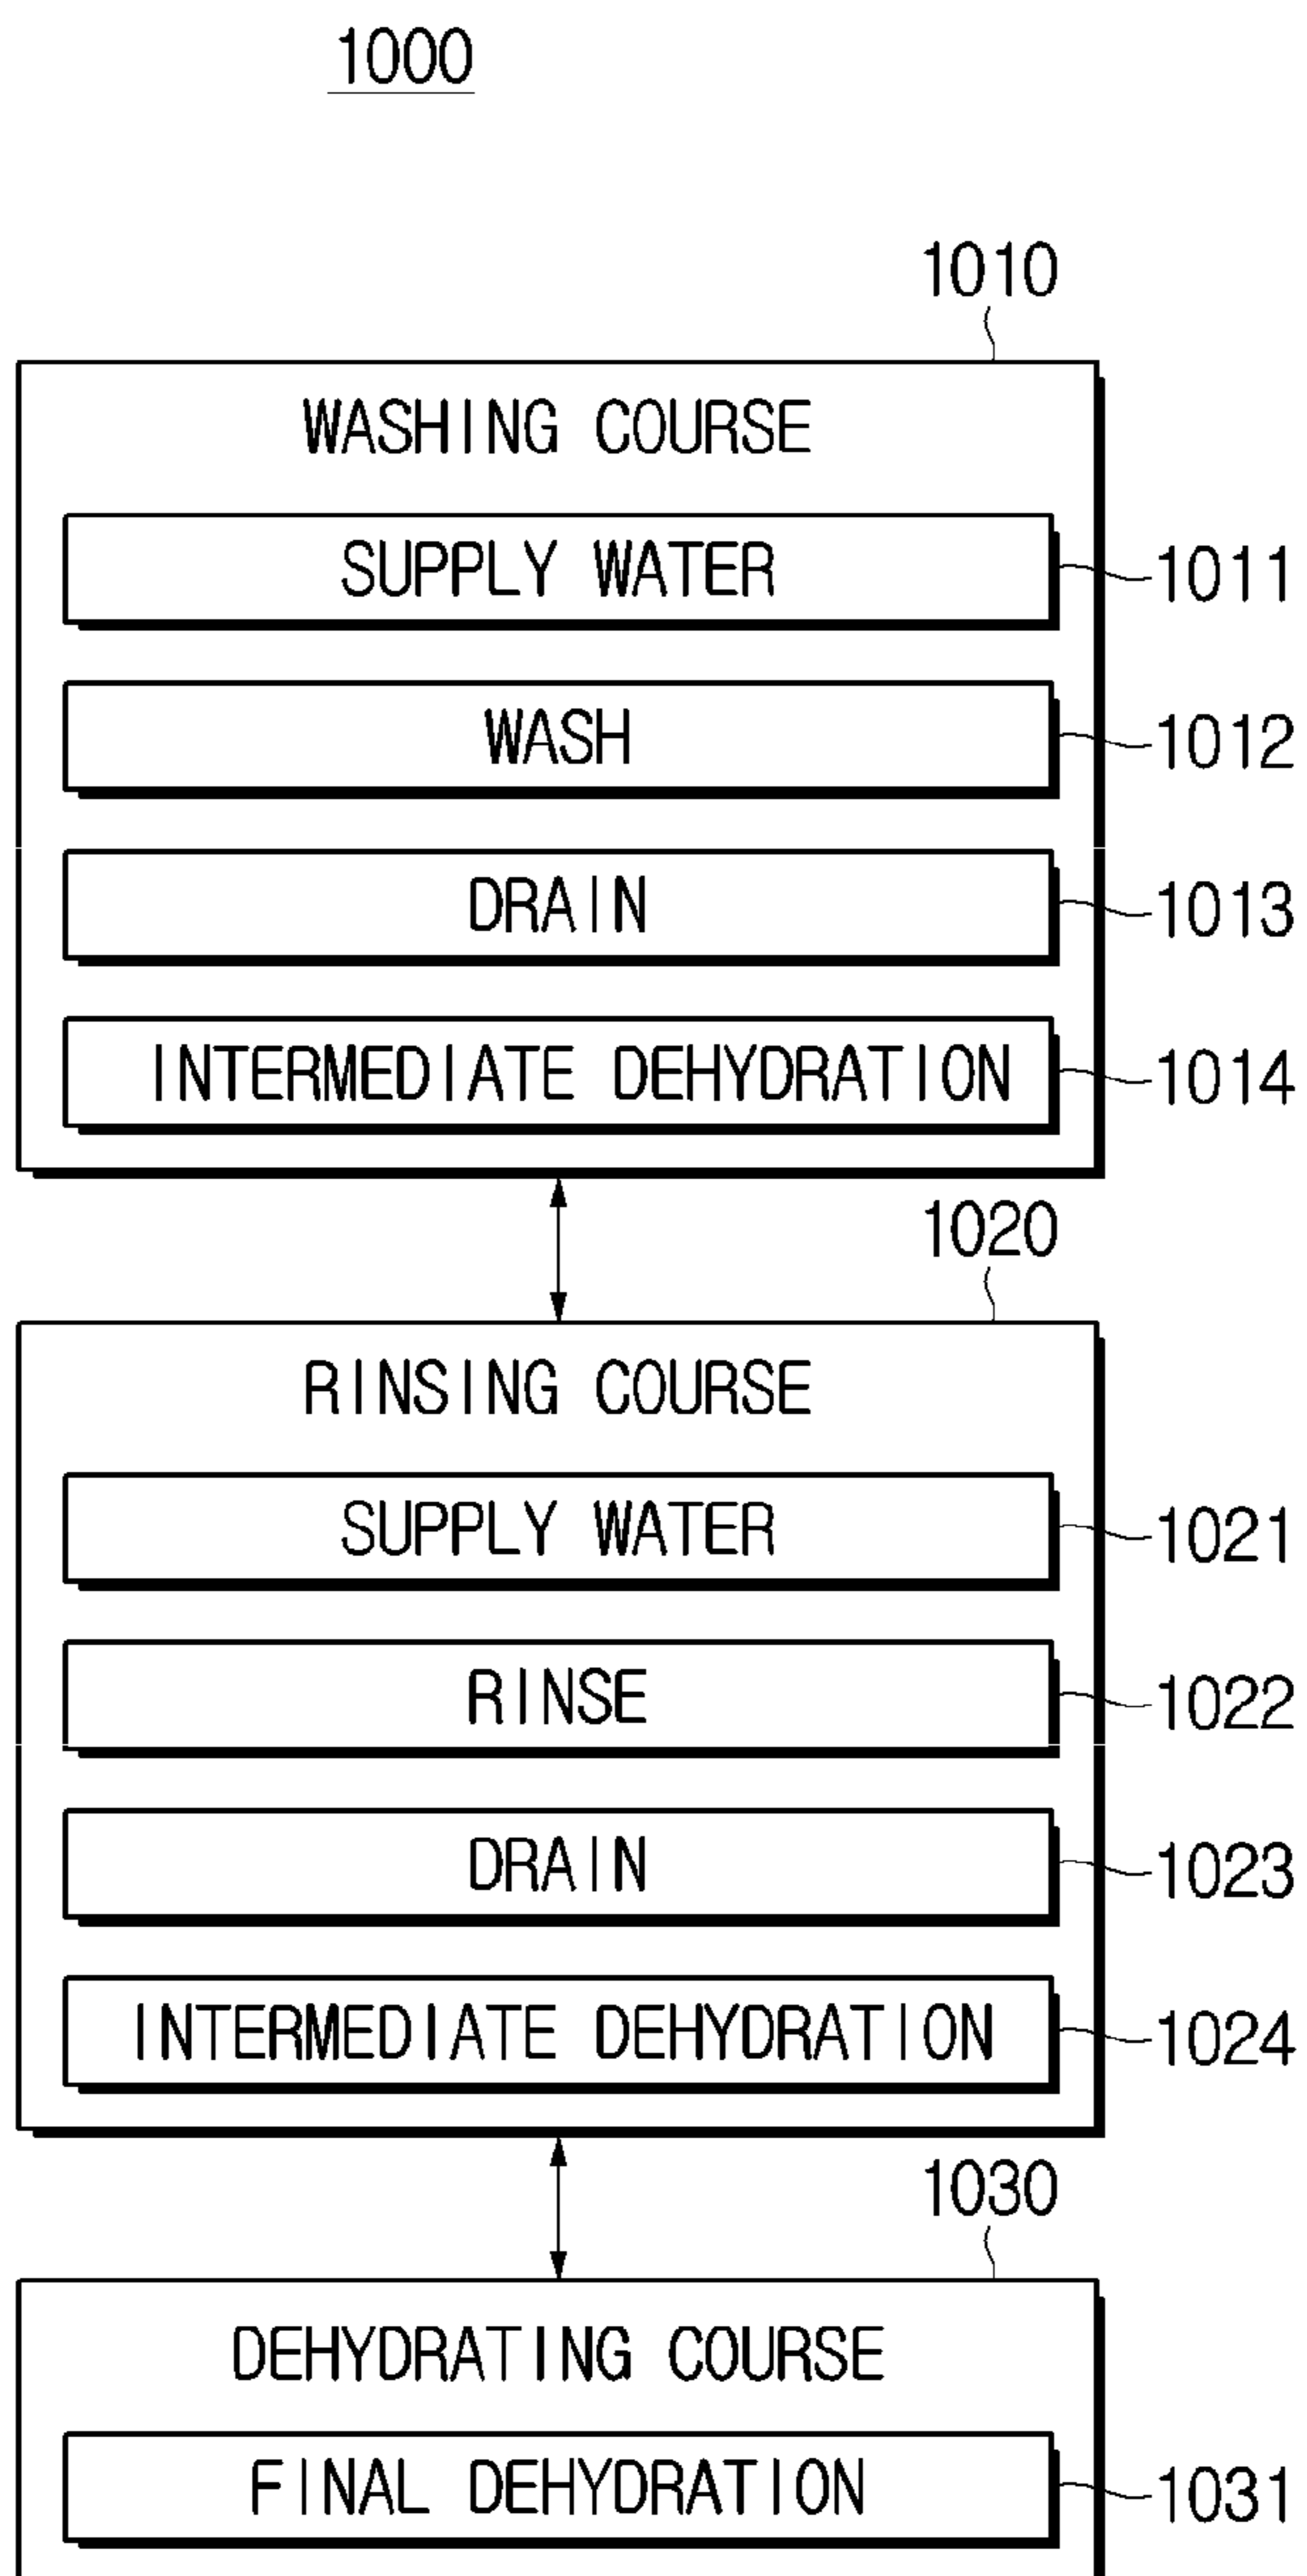 1000
1010
WASHING COURSE
SUPPLY WATER 1011
WASH 1012
DRAIN 1013
INTERMEDIATE DEHYDRATION 1014
1020
RINSING COURSE
SUPPLY WATER 1021
RINSE 1022
DRAIN 1023
INTERMEDIATE DEHYDRATION 1024
1030
DEHYDRATING COURSE
FINAL DEHYDRATION 1031